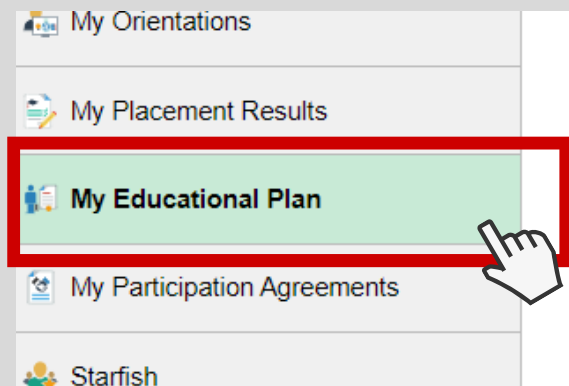 My Orientations
My Placement Results
My Educational Plan
My Participation Agreements
Starfish